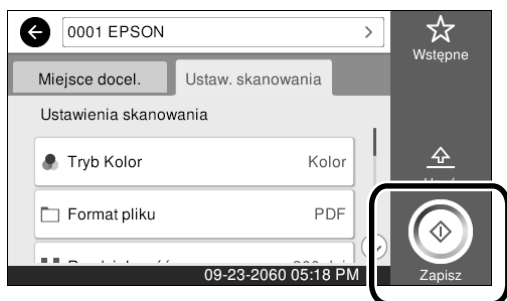 0001 EPSON
Wstępne
Miejsce docel.
Ustaw. skanowania
Ustawienia skanowania
Tryb Kolor
Kolor
Format pliku
PDF
09-23-2060 05:18 PM
Zapisz